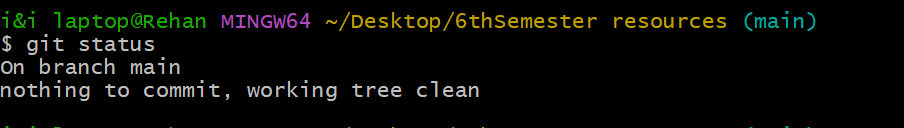 i&i laptop@Rehan MINGW64 ~/Desktop/6thSemester resources (main)
$ git status
On branch main
nothing to commit, working tree clean